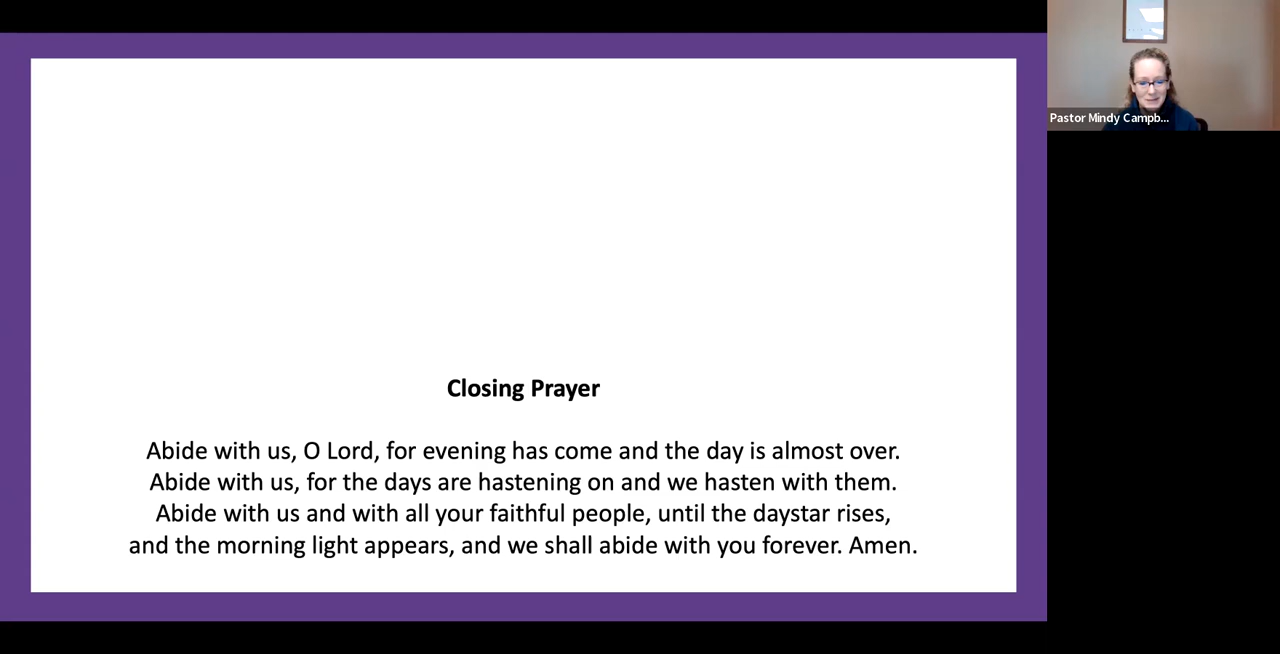 Closing Prayer
Abide with us, O Lord, for evening has come and the day is almost over.
Abide with us, for the days are hastening on and we hasten with them.
Abide with us and with all your faithful people, until the daystar rises,
and the morning light appears, and we shall abide with you forever. Amen.
Pastor Mindy Campb...